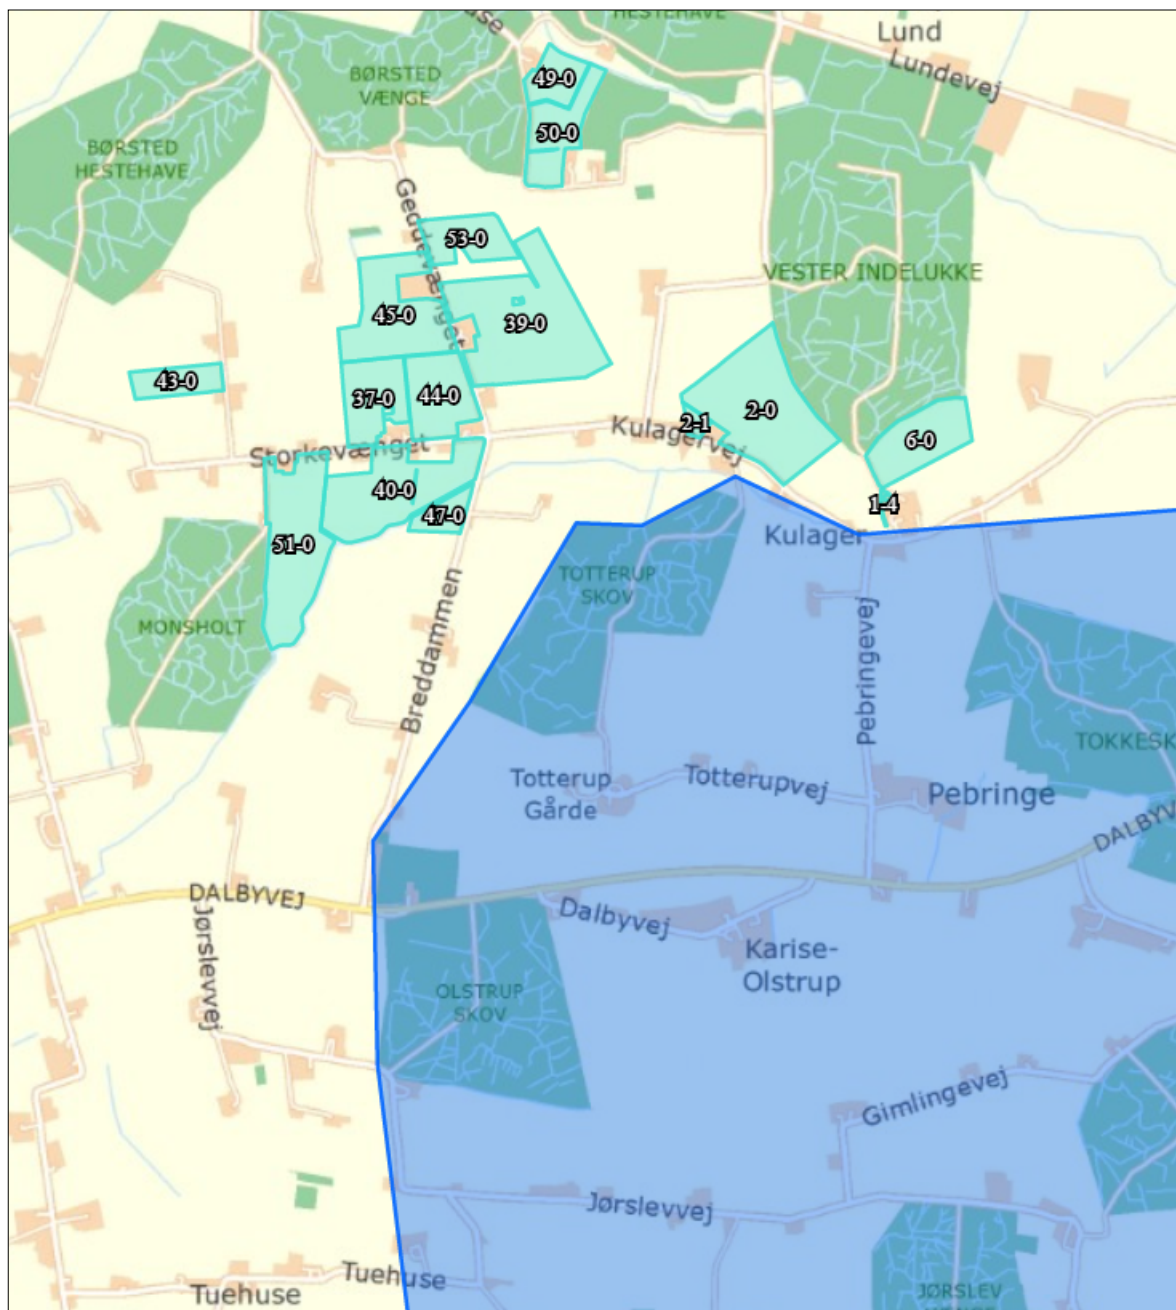 HESTEHAVE
Lund
Lundevej
BØRSTED
VÆNGE
49-0
50-0
BØRSTED
HESTEHAVE
Geddevænget
53-0
VESTER INDELUKKE
45-0
39-0
43-0
37-0
44-0
2-0
2-1
Kulagervej
6-0
Storkevænget
40-0
47-0
1-4
51-0
Kulager
TOTTERUP
SKOV
MONSHOLT
Breddammen
Pebringevej
Totterup
Gårde
Totterupvej
Pebringe
DALBYVEJ
Dalbyvej
Jørslevvej
Karise-
Olstrup
OLSTRUP
SKOV
Gimlingevej
Jørslevvej
Tuehuse
Tuehuse
JØRSLEV